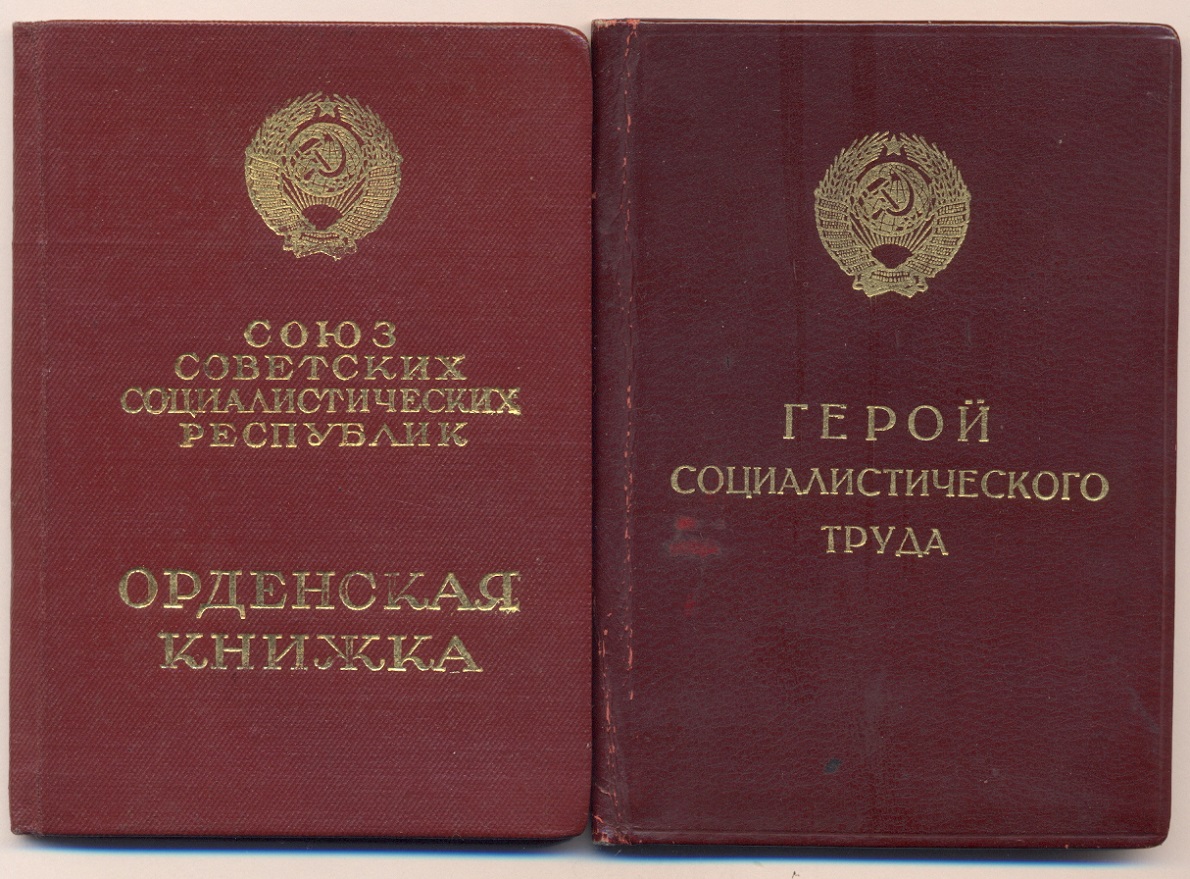 СОЮЗ
СОВЕТСКИХ
СОЦИАЛИСТИЧЕСКИХ
РЕСПУБЛИК
ОРДЕНСКАЯ
КНИЖКА
ГЕРОЙ
СОЦИАЛИСТИЧЕСКОГО
ТРУДА